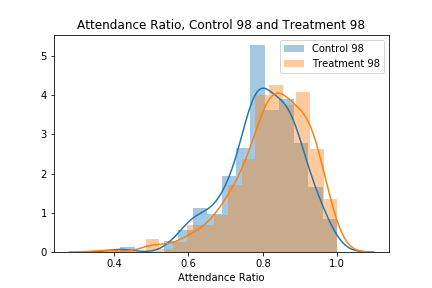 Attendance Ratio, Control 98 and Treatment 98
Control 98
Treatment 98
5
4
3
2
1
0
0.4 0.6 0.8 1.0
Attendance Ratio